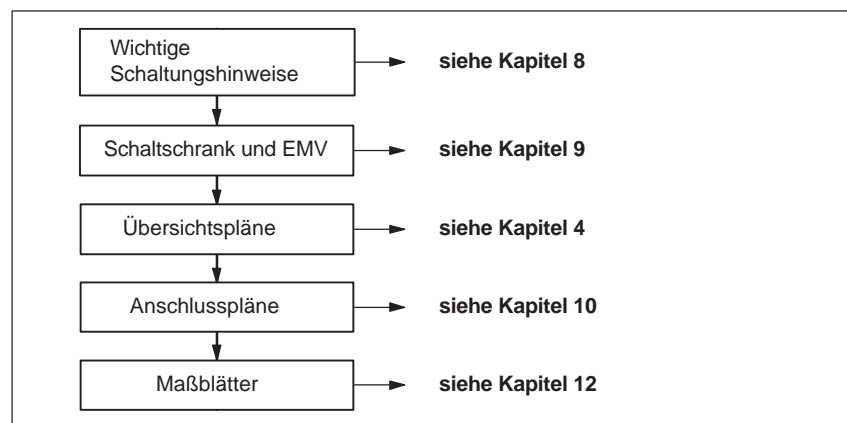 Wichtige
Schaltungshinweise
siehe Kapitel 8
Schaltschrank und EMV
siehe Kapitel 9
Übersichtspläne
siehe Kapitel 4
Anschlusspläne
siehe Kapitel 10
Maßblätter
siehe Kapitel 12